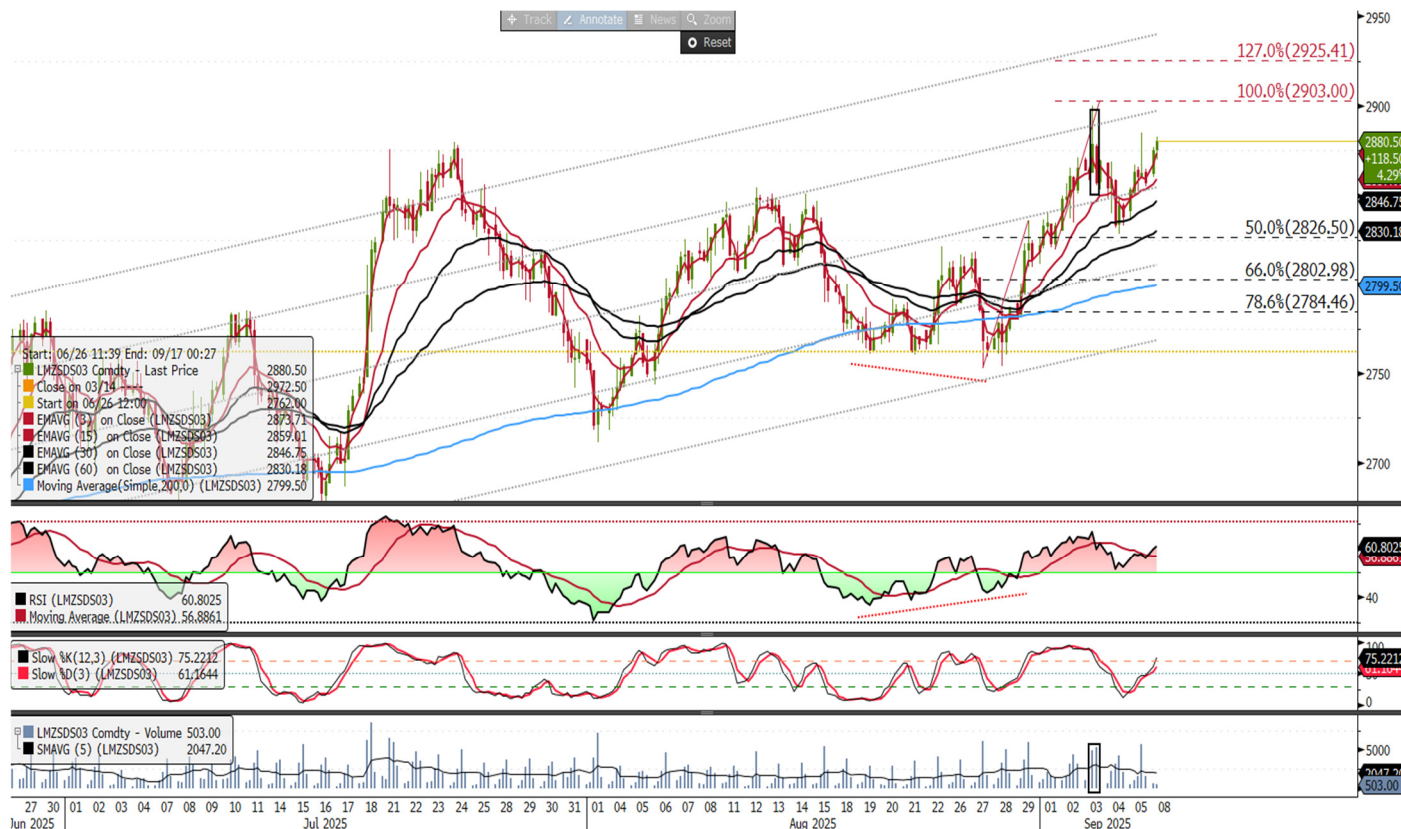 Track Annotate News Zoom
Reset
2950
127.0%(2925.41)
100.0%(2903.00)
2900
2880.50
+118.50
4.29%
2846.75
50.0%(2826.50)
2830.18
66.0%(2802.98)
2799.50
78.6%(2784.46)
2750
2700
Start: 06/26 11:39 End: 09/17 00:27
LMZSDS03 Comdty - Last Price 2880.50
Close on 03/14 ---- 2972.50
Start on 06/26 12:00 2762.00
EMAVG (3) on Close (LMZSDS03) 2873.71
EMAVG (15) on Close (LMZSDS03) 2859.01
EMAVG (30) on Close (LMZSDS03) 2846.75
EMAVG (60) on Close (LMZSDS03) 2830.18
Moving Average(Simple,200,0) (LMZSDS03) 2799.50
60.8025
40
RSI (LMZSDS03) 60.8025
Moving Average (LMZSDS03) 56.8861
100
75.2212
61.1644
0
Slow %K(12,3) (LMZSDS03) 75.2212
Slow %D(3) (LMZSDS03) 61.1644
LMZSDS03 Comdty - Volume 503.00
SMAVG (5) (LMZSDS03) 2047.20
5000
2047.20
503.00
27 30 01 02 03 04 07 08 09 10 11 14 15 16 17 18 21 22 23 24 25 28 29 30 31 01 04 05 06 07 08 11 12 13 14 15 18 19 20 21 22 26 27 28 29 01 02 03 04 05 08
Jun 2025 Jul 2025 Aug 2025 Sep 2025